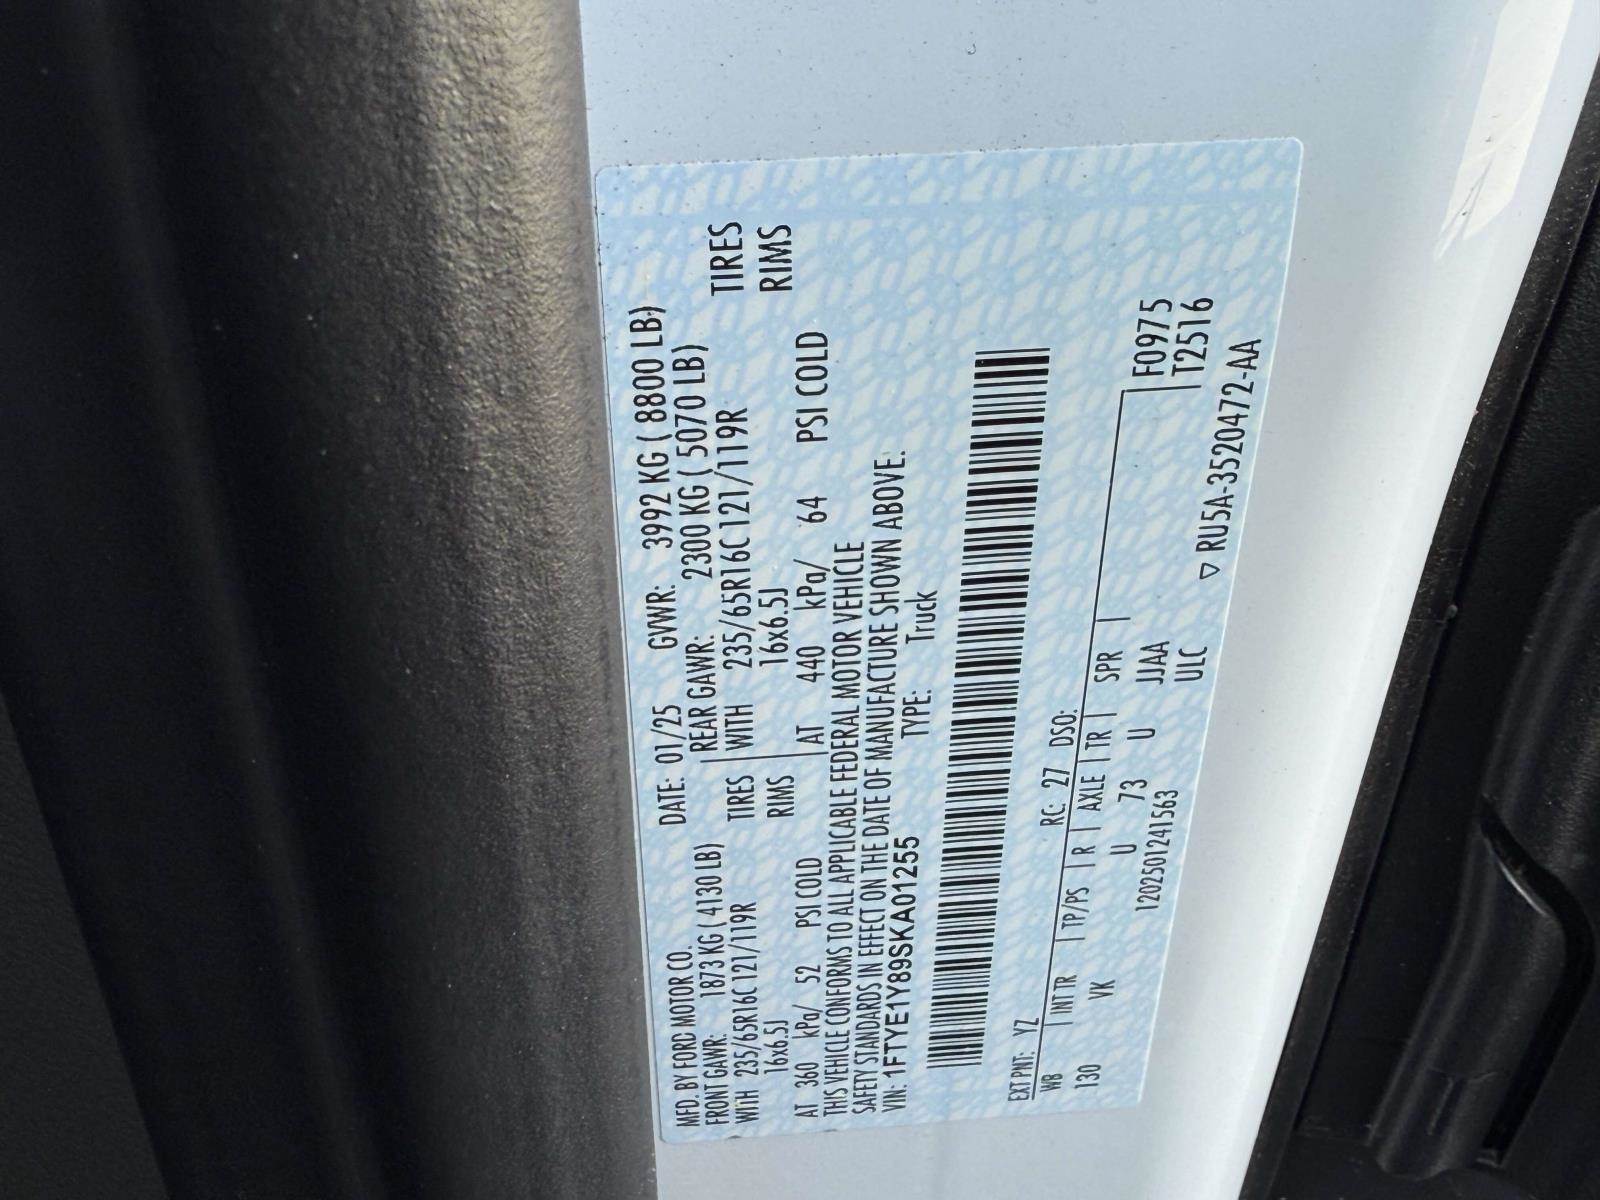 MFD. BY FORD MOTOR CO. DATE: 01/25 GVWR: 3992 KG ( 8800 LB)
FRONT GAWR: 1873 KG ( 4130 LB) REAR GAWR: 2300 KG ( 5070 LB)
WITH 235/65R16C 121/119R TIRES WITH 235/65R16C 121/119R TIRES
16x6.5J RIMS 16x6.5J RIMS
AT 360 kPa/ 52 PSI COLD AT 440 kPa/ 64 PSI COLD
THIS VEHICLE CONFORMS TO ALL APPLICABLE FEDERAL MOTOR VEHICLE
SAFETY STANDARDS IN EFFECT ON THE DATE OF MANUFACTURE SHOWN ABOVE.
VIN: 1FTYE1Y89SKA01255 TYPE: Truck
EXT PNT: YZ RC: 27 DSO:
WB INT TR TP/PS R AXLE TR SPR F0975
130 VK U 73 U JJAA T2516
120250124 1563 ULC
▽ RU5A-3520472-AA